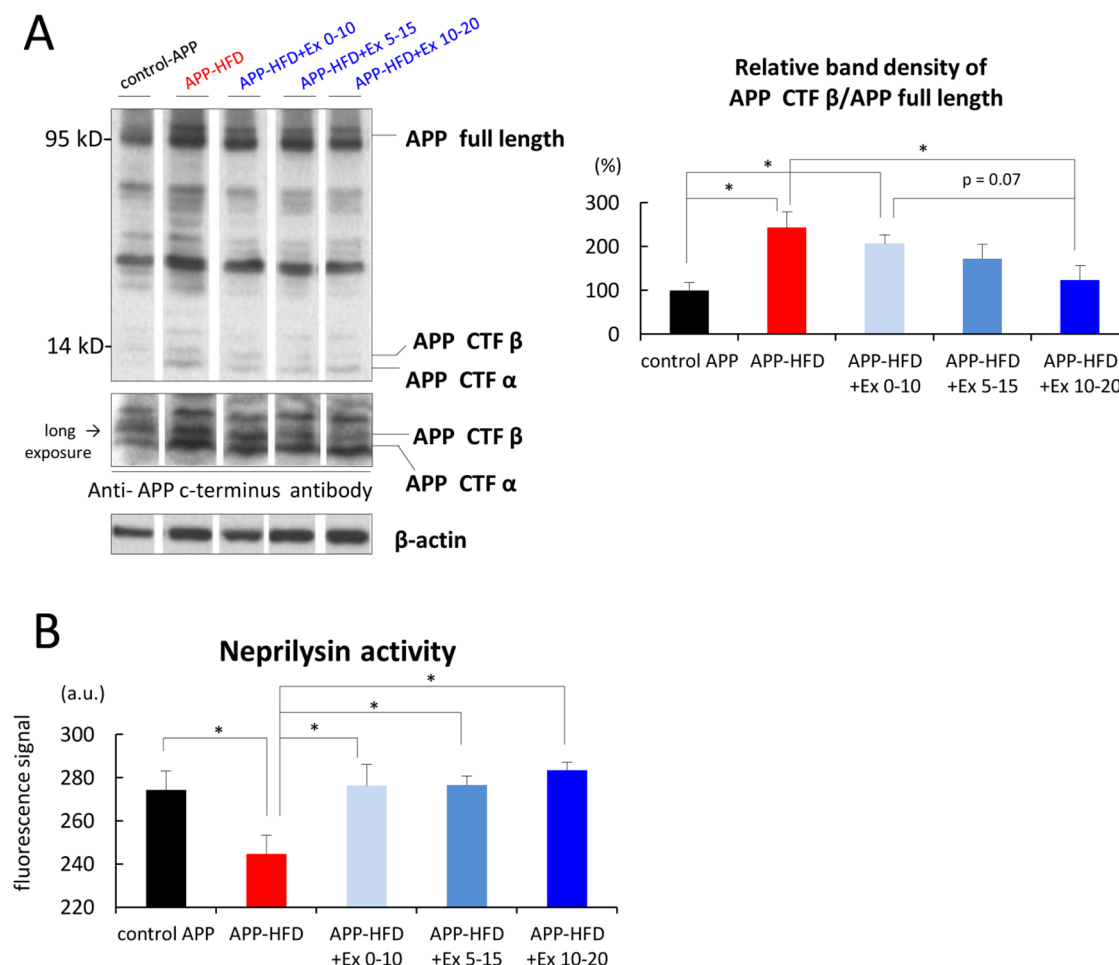 A
control-APP
APP-HFD
APP-HFD+Ex 0-10
APP-HFD+Ex 5-15
APP-HFD+Ex 10-20
95 kD-
APP full length
14 kD-
APP CTF β
APP CTF α
long →
exposure
APP CTF β
APP CTF α
Anti- APP c-terminus antibody
β-actin
Relative band density of
APP CTF β/APP full length
(%)
*
*
*
p = 0.07
300
200
100
0
control APP
APP-HFD
APP-HFD
+Ex 0-10
APP-HFD
+Ex 5-15
APP-HFD
+Ex 10-20
B
Neprilysin activity
(a.u.)
fluorescence signal
*
*
*
*
300
280
260
240
220
control APP
APP-HFD
APP-HFD
+Ex 0-10
APP-HFD
+Ex 5-15
APP-HFD
+Ex 10-20